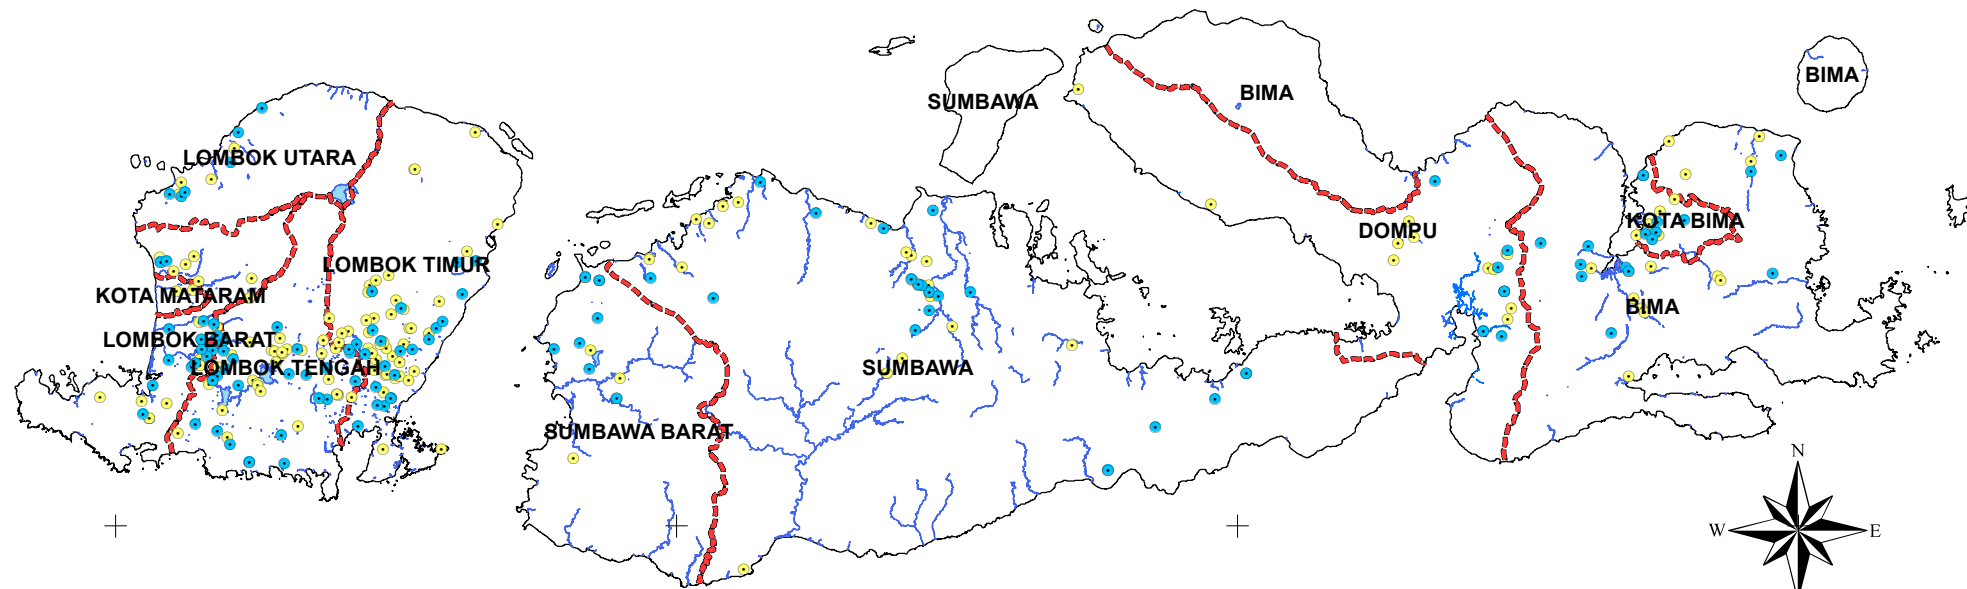 BIMA
BIMA
SUMBAWA
LOMBOK UTARA
KOTA BIMA
DOMPU
LOMBOK TIMUR
KOTA MATARAM
BIMA
LOMBOK BARAT
LOMBOK TENGAH
SUMBAWA
SUMBAWA BARAT
N
W
E